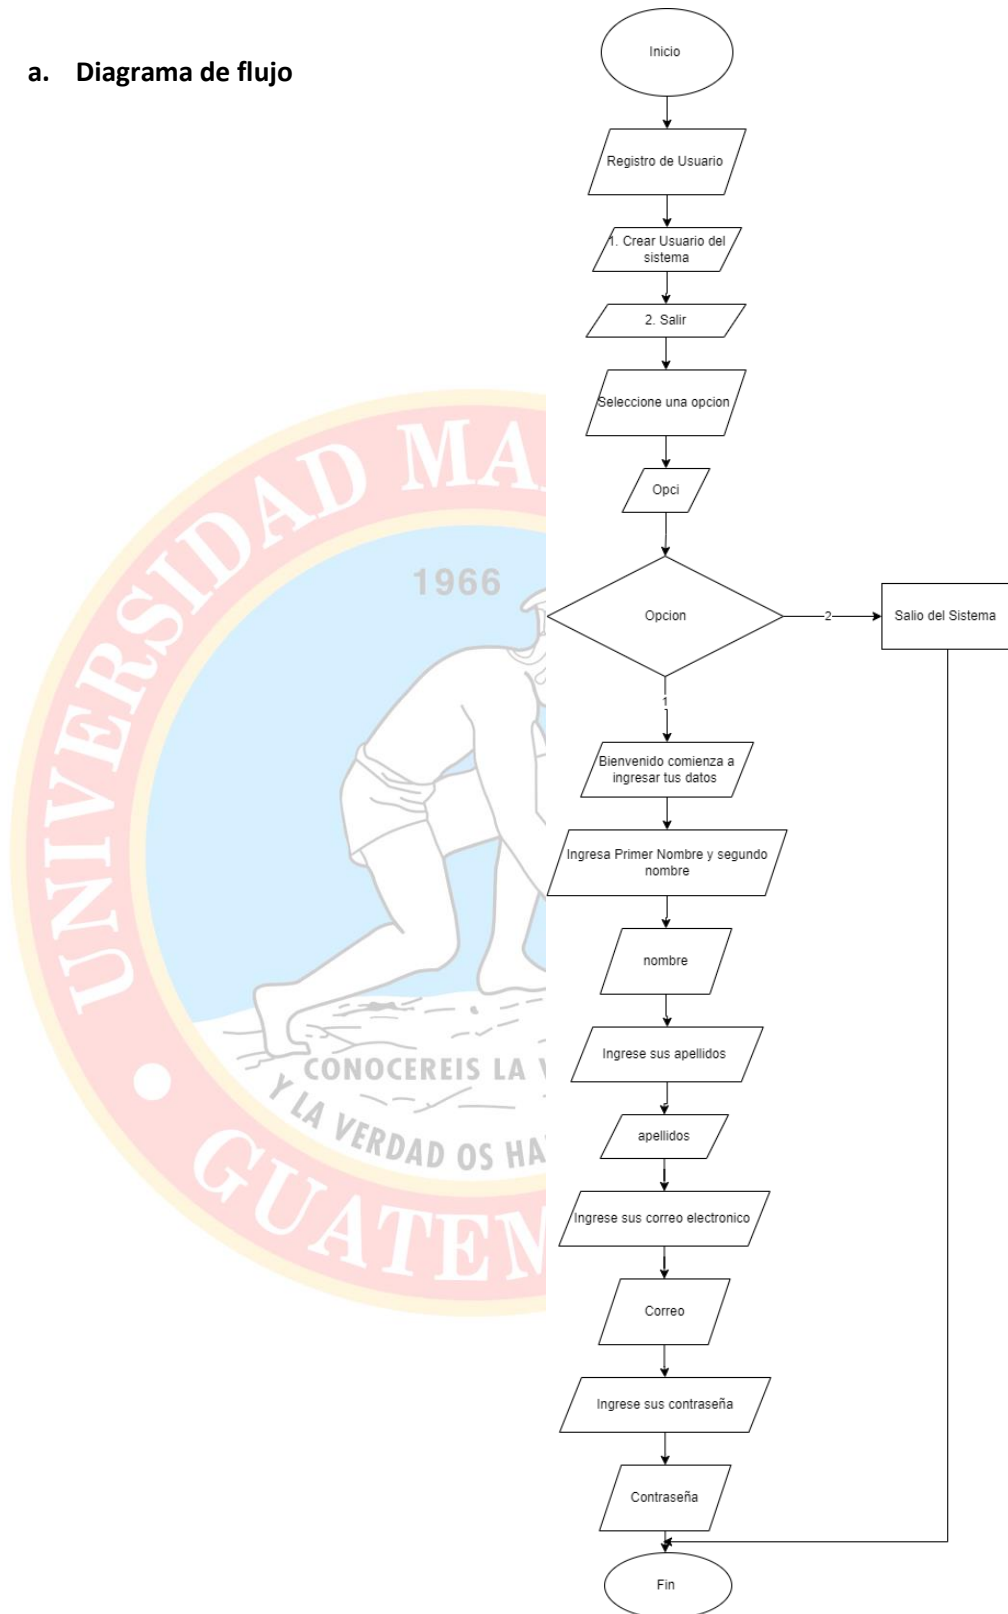 a. Diagrama de flujo
Inicio
Registro de Usuario
1. Crear Usuario del
sistema
2. Salir
Seleccione una opcion
Opci
Opcion
2
Salio del Sistema
1
Bienvenido comienza a
ingresar tus datos
Ingresa Primer Nombre y segundo
nombre
nombre
Ingrese sus apellidos
apellidos
Ingrese sus correo electronico
Correo
Ingrese sus contraseña
Contraseña
Fin
UNIVERSIDAD MA
1966
CONOCEREIS LA V
Y LA VERDAD OS HA
GUATEM